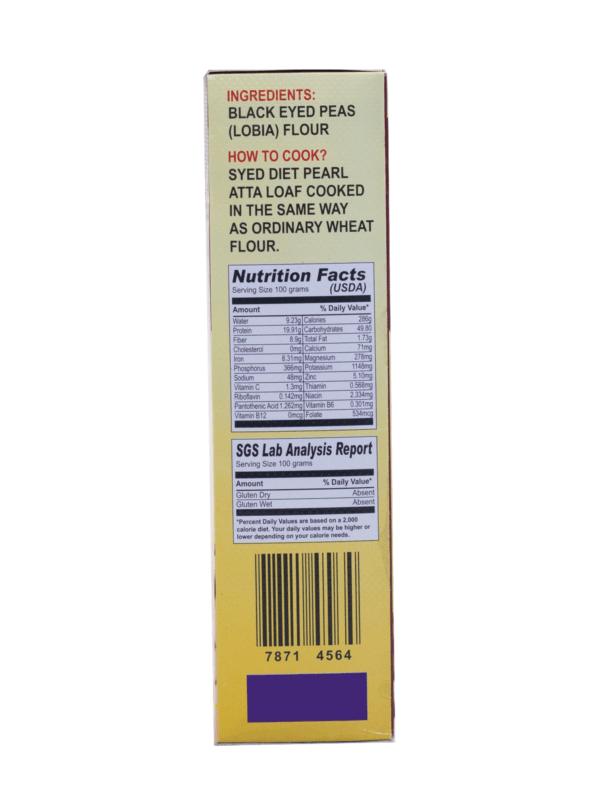 INGREDIENTS:
BLACK EYED PEAS
(LOBIA) FLOUR
HOW TO COOK?
SYED DIET PEARL
ATTA LOAF COOKED
IN THE SAME WAY
AS ORDINARY WHEAT
FLOUR.
Nutrition Facts
Serving Size 100 grams (USDA)
Amount % Daily Value*
Water 9.23g Calories 286g
Protein 19.91g Carbohydrates 49.80
Fiber 8.9g Total Fat 1.73g
Cholesterol 0mg Calcium 71mg
Iron 8.31mg Magnesium 278mg
Phosphorus 366mg Potassium 1148mg
Sodium 48mg Zinc 5.10mg
Vitamin C 1.3mg Thiamin 0.568mg
Riboflavin 0.142mg Niacin 2.334mg
Pantothenic Acid 1.262mg Vitamin B6 0.301mg
Vitamin B12 0mcg Folate 534mcg
SGS Lab Analysis Report
Serving Size 100 grams
Amount % Daily Value*
Gluten Dry Absent
Gluten Wet Absent
*Percent Daily Values are based on a 2,000
calorie diet. Your daily values may be higher or
lower depending on your calorie needs.
7871 4564